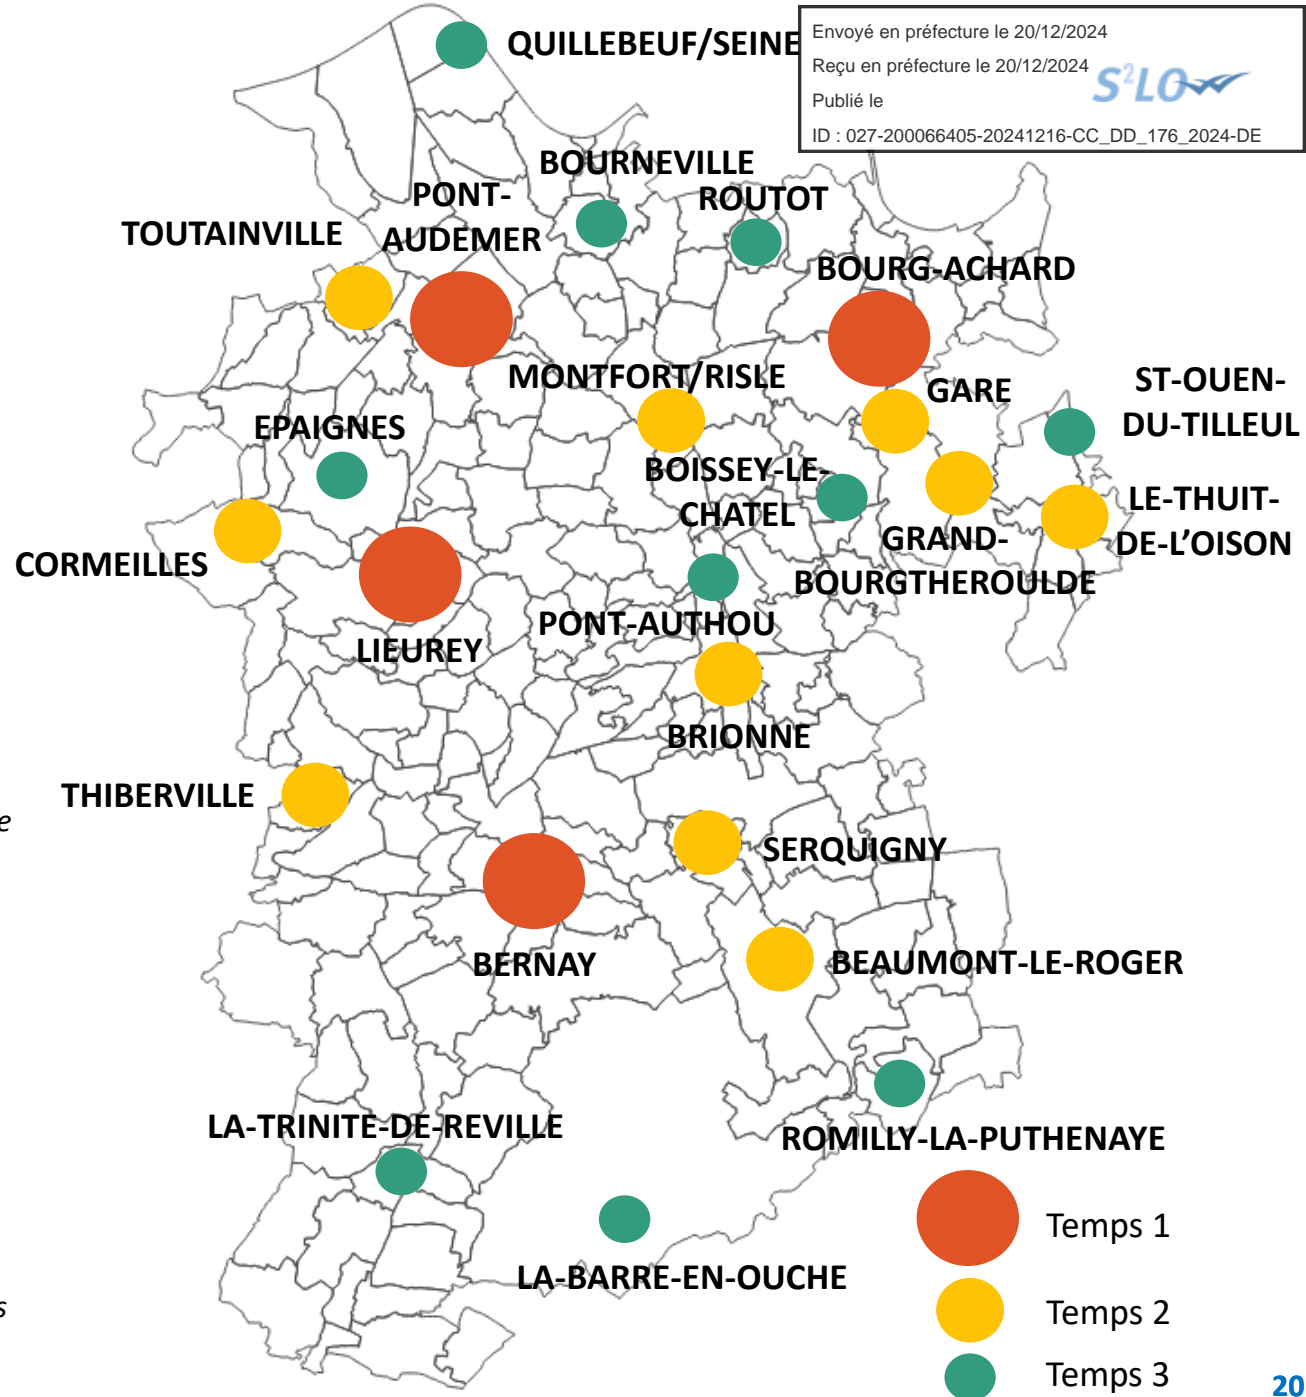 QUILLEBEUF/SEINE
Envoyé en préfecture le 20/12/2024
Reçu en préfecture le 20/12/2024
S²LO
Publié le
ID : 027-200066405-20241216-CC_DD_176_2024-DE
BOURNEVILLE
PONT-
AUDEMER
ROUTOT
TOUTAINVILLE
BOURG-ACHARD
MONTFORT/RISLE
GARE
ST-OUEN-
DU-TILLEUL
EPAIGNES
BOISSEY-LE-
CHATEL
LE-THUIT-
DE-L'OISON
GRAND-
BOURGTHEROULDE
CORMEILLES
PONT-AUTHOU
LIEUREY
BRIONNE
THIBERVILLE
e
SERQUIGNY
BERNAY
BEAUMONT-LE-ROGER
LA-TRINITE-DE-REVILLE
ROMILLY-LA-PUTHENAYE
LA-BARRE-EN-OUCHE
Temps 1
s
Temps 2
Temps 3
20